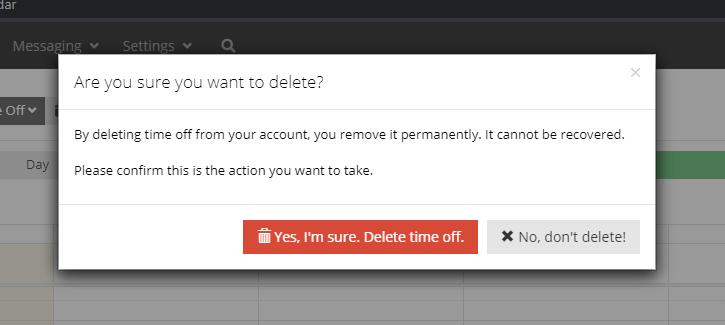 dar
Messaging Settings
Are you sure you want to delete? ×
e Off
By deleting time off from your account, you remove it permanently. It cannot be recovered.
Day
Please confirm this is the action you want to take.
Yes, I'm sure. Delete time off. No, don't delete!